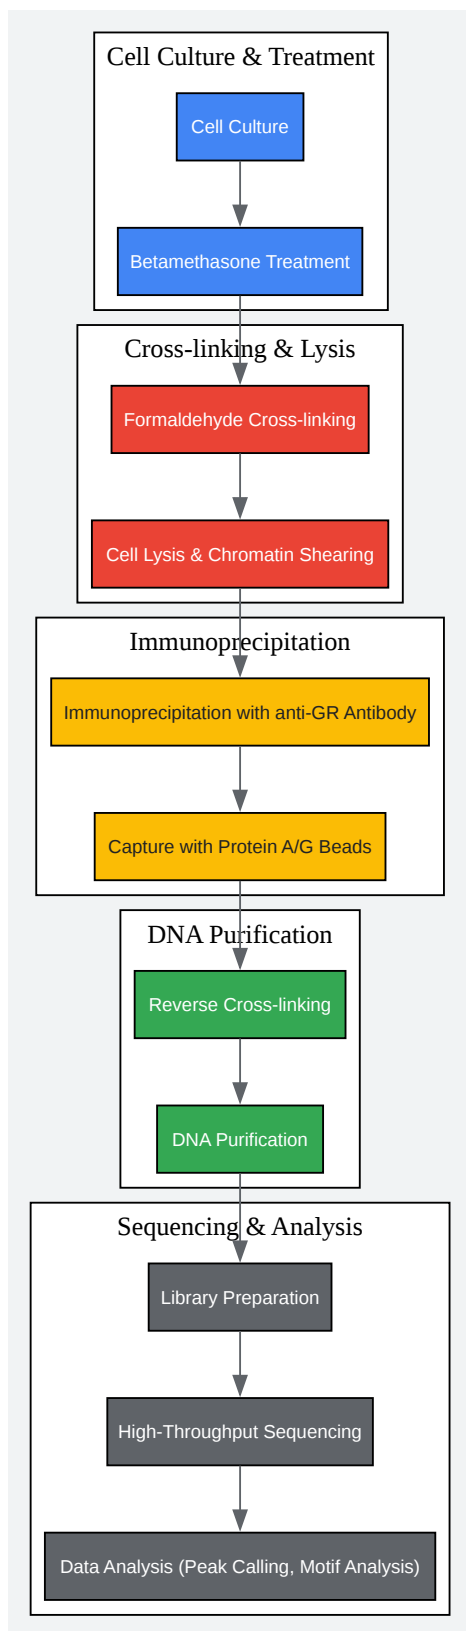 Cell Culture & Treatment
Cell Culture
Betamethasone Treatment
Cross-linking & Lysis
Formaldehyde Cross-linking
Cell Lysis & Chromatin Shearing
Immunoprecipitation
Immunoprecipitation with anti-GR Antibody
Capture with Protein A/G Beads
DNA Purification
Reverse Cross-linking
DNA Purification
Sequencing & Analysis
Library Preparation
High-Throughput Sequencing
Data Analysis (Peak Calling, Motif Analysis)